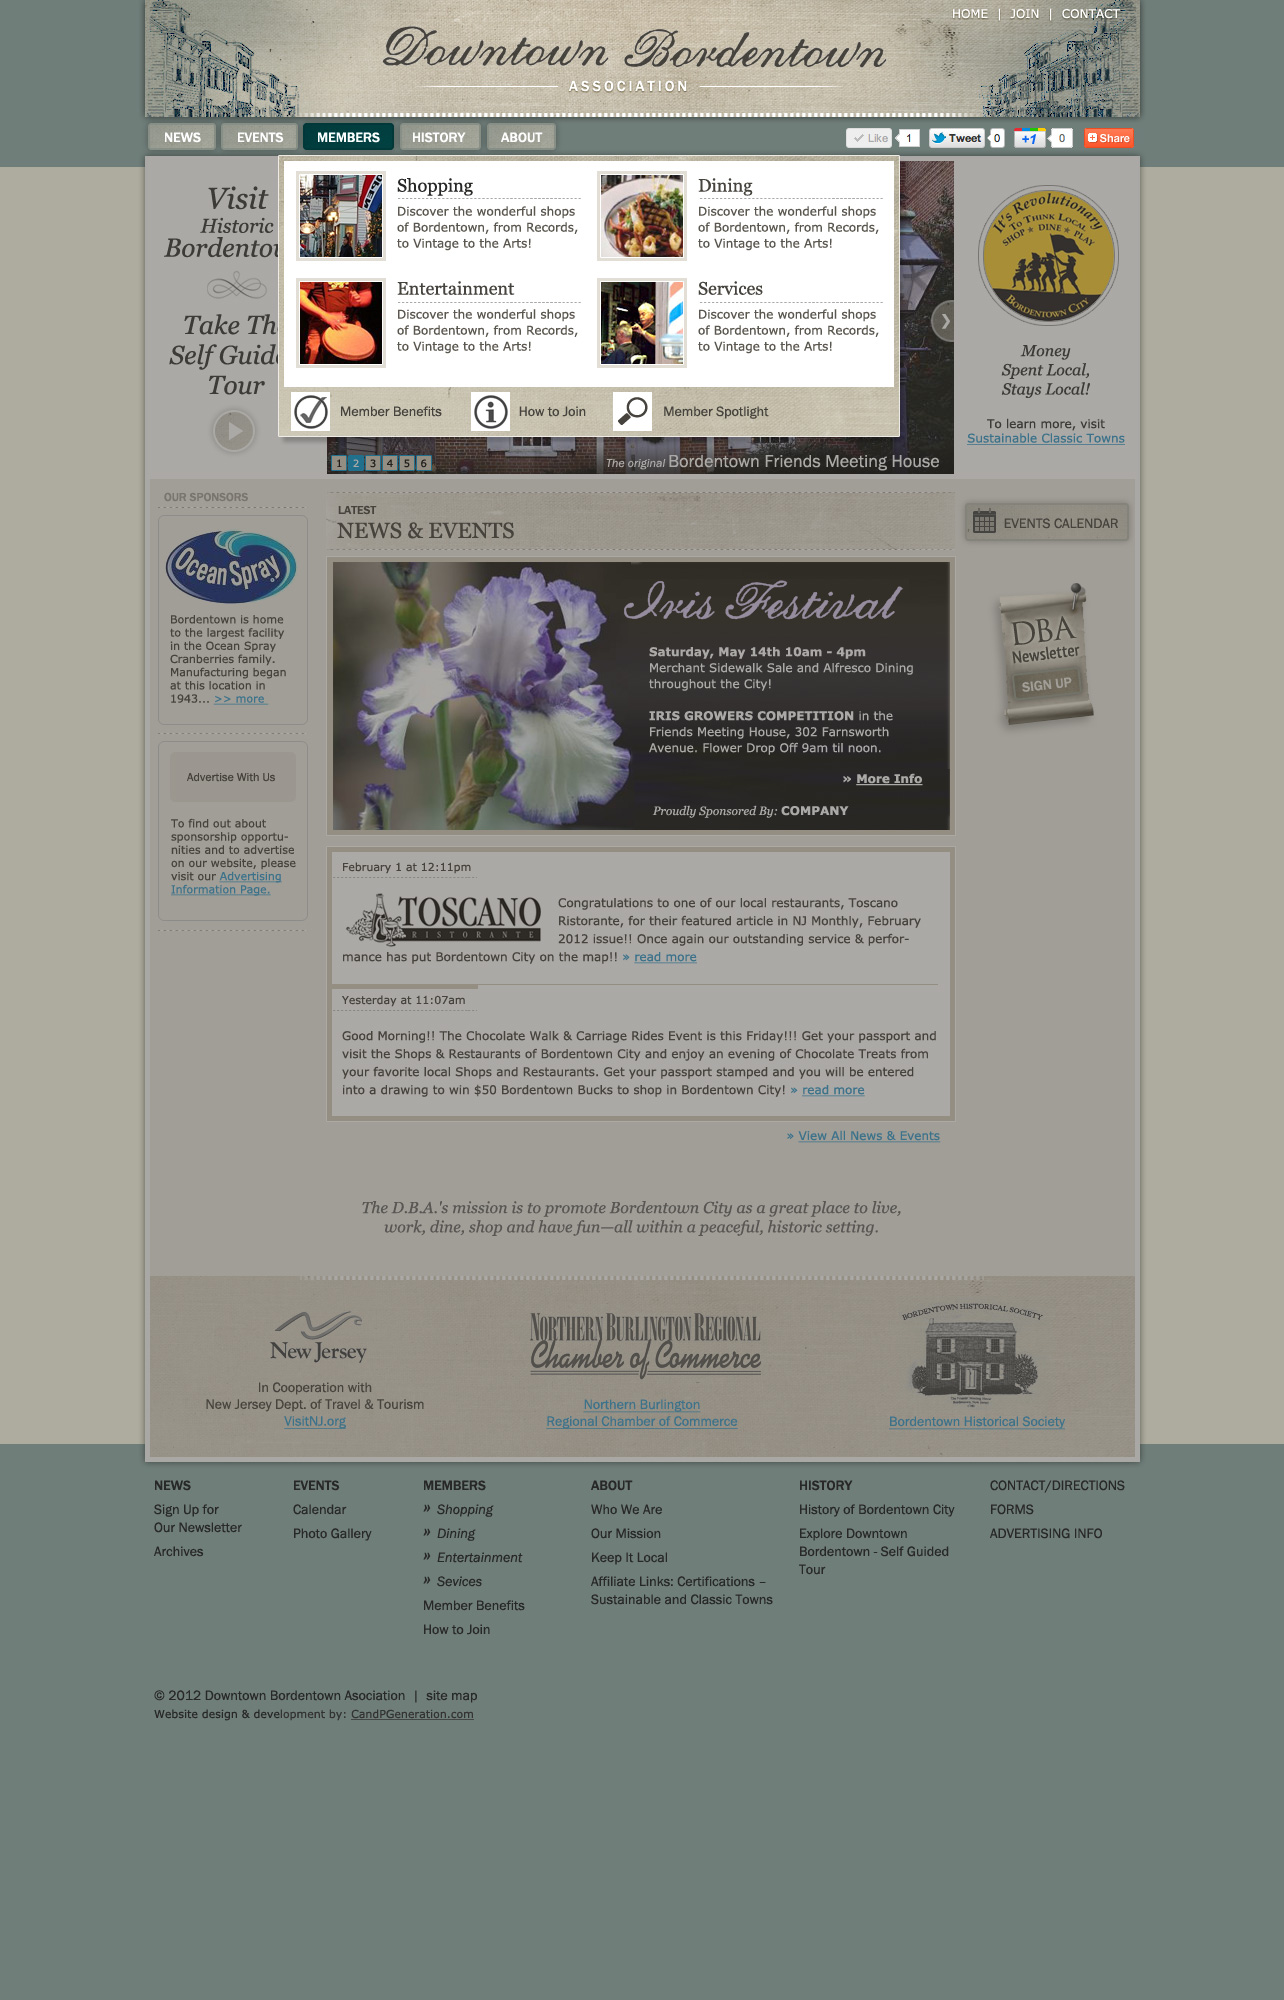 HOME | JOIN | CONTACT
Downtown Bordentown
ASSOCIATION
NEWS
EVENTS
MEMBERS
HISTORY
ABOUT
Like
1
Tweet
0
+1
0
Share
Visit
Historic
Take
Self
Tour
Shopping
Discover the wonderful shops
of Bordentown, from Records,
to Vintage to the Arts!
Dining
Discover the wonderful shops
of Bordentown, from Records,
to Vintage to the Arts!
Entertainment
Discover the wonderful shops
of Bordentown, from Records,
to Vintage to the Arts!
Services
Discover the wonderful shops
of Bordentown, from Records,
to Vintage to the Arts!
Member Benefits
How to Join
Member Spotlight
1 2 3 4 5 6
The original Bordentown Friends Meeting House
It's Revolutionary
To Think Local
SHOP ★ DINE ★ PLAY
Bordentown City
Money
Spent Local,
Stays Local!
To learn more, visit
Sustainable Classic Towns
OUR SPONSORS
Ocean Spray
Bordentown is home
to the largest facility
in the Ocean Spray
Cranberries family.
Manufacturing began
at this location in
1943... >> more
Advertise With Us
To find out about
sponsorship opportu-
nities and to advertise
on our website, please
visit our Advertising
Information Page.
LATEST
NEWS & EVENTS
Iris Festival
Saturday, May 14th 10am - 4pm
Merchant Sidewalk Sale and Alfresco Dining
throughout the City!
IRIS GROWERS COMPETITION in the
Friends Meeting House, 302 Farnsworth
Avenue. Flower Drop Off 9am til noon.
» More Info
Proudly Sponsored By: COMPANY
February 1 at 12:11pm
TOSCANO
RISTORANTE
Congratulations to one of our local restaurants, Toscano
Ristorante, for their featured article in NJ Monthly, February
2012 issue!! Once again our outstanding service & perfor-
mance has put Bordentown City on the map!! » read more
Yesterday at 11:07am
Good Morning!! The Chocolate Walk & Carriage Rides Event is this Friday!!! Get your passport and
visit the Shops & Restaurants of Bordentown City and enjoy an evening of Chocolate Treats from
your favorite local Shops and Restaurants. Get your passport stamped and you will be entered
into a drawing to win $50 Bordentown Bucks to shop in Bordentown City! » read more
» View All News & Events
EVENTS CALENDAR
DBA
Newsletter
SIGN UP
The D.B.A.'s mission is to promote Bordentown City as a great place to live,
work, dine, shop and have fun—all within a peaceful, historic setting.
New Jersey
In Cooperation with
New Jersey Dept. of Travel & Tourism
VisitNJ.org
Northern Burlington Regional
Chamber of Commerce
Northern Burlington
Regional Chamber of Commerce
BORDENTOWN HISTORICAL SOCIETY
Bordentown Historical Society
NEWS
Sign Up for
Our Newsletter
Archives
EVENTS
Calendar
Photo Gallery
MEMBERS
» Shopping
» Dining
» Entertainment
» Sevices
Member Benefits
How to Join
ABOUT
Who We Are
Our Mission
Keep It Local
Affiliate Links: Certifications –
Sustainable and Classic Towns
HISTORY
History of Bordentown City
Explore Downtown
Bordentown - Self Guided
Tour
CONTACT/DIRECTIONS
FORMS
ADVERTISING INFO
© 2012 Downtown Bordentown Asociation | site map
Website design & development by: CandPGeneration.com